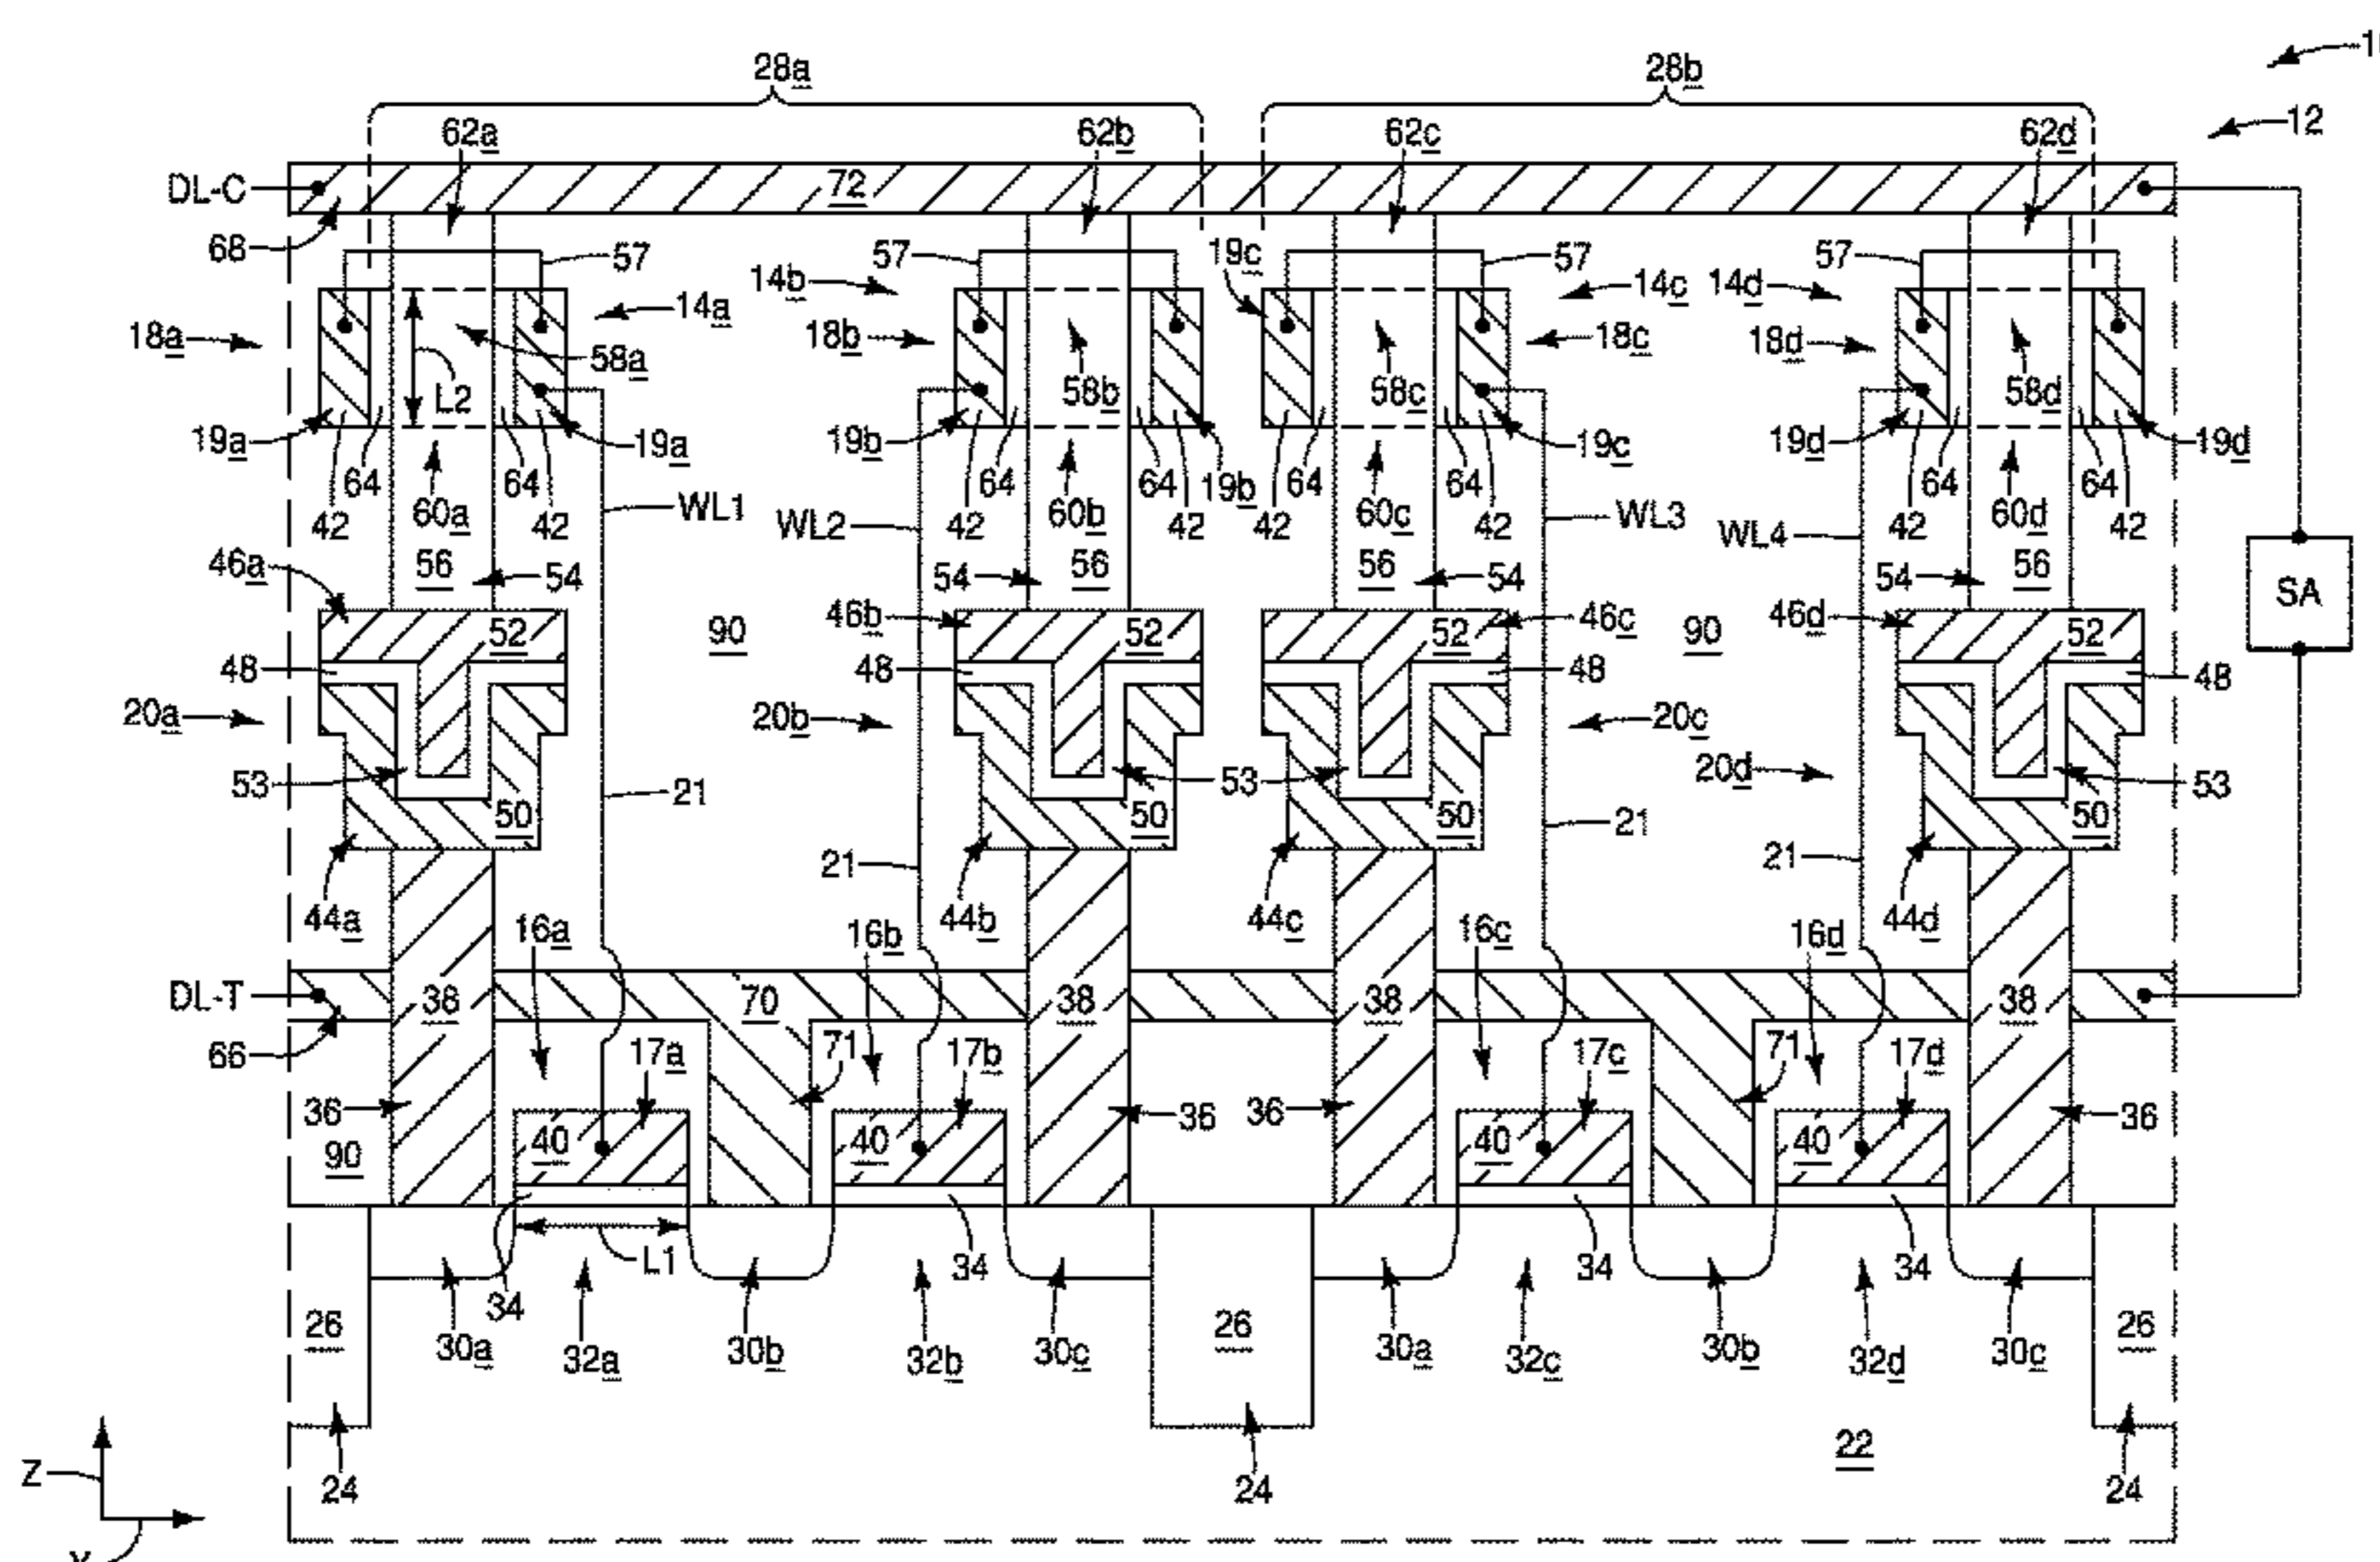 28a 28b 12
62a 62b 62c 62d
DL-C 72
68 57 57 19c 57 57
14a 14b 14c 14d
18a 58a 18b 58b 58c 18c 18d 58d
L2
19a 19a 19b 19b 19c 19d 19d
64 64 64 64 64 64 64 64
42 60a 42 WL1 WL2 42 60b 42 42 60c 42 WL3 WL4 42 60d 42
46a 56 54 54 56 56 54 54 56
SA
52 90 46b 52 52 46c 90 46d 52
48 48 48 48
20a 20b 20c 20d
53 50 21 53 50 50 21 50 53
44a 21 44b 44c 21 44d
16a 16b 16c 16d
DL-T 38 70 38 38 38
66 17a 71 17b 17c 71 17d
36 36 36 36
90 40 40 40 40
34 L1 34 34 34
26 30a 32a 30b 32b 30c 26 30a 32c 30b 32d 30c 26
22
Z 24 24 24